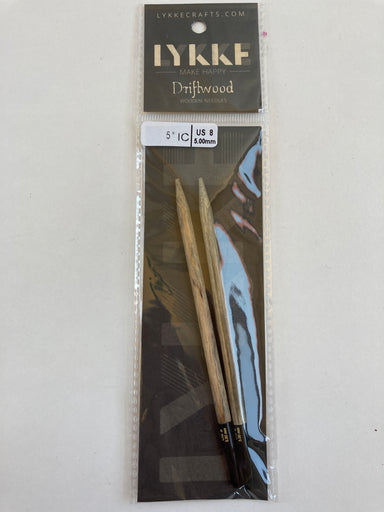 LYKKECRAFTS.COM
LYKKE
MAKE HAPPY
Driftwood
WOODEN NEEDLES
5" IC
US 8
5.00mm